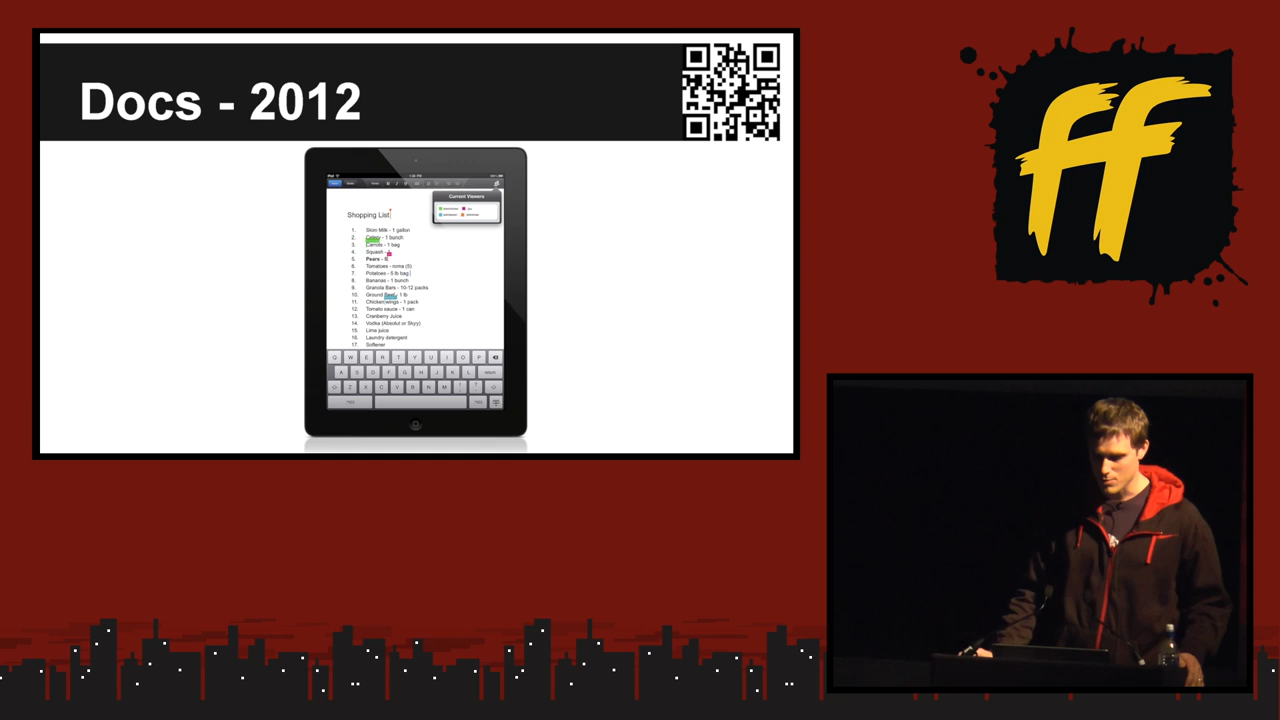 Docs - 2012
Current Viewers
Shopping List
1. Skim Milk - 1 gallon
2. Celery - 1 bunch
3. Carrots - 1 bag
4. Squash -
5. Pears - 8
6. Tomatoes - roma (5)
7. Potatoes - 5 lb bag
8. Bananas - 1 bunch
9. Granola Bars - 10-12 packs
10. Ground Beef - 1 lb
11. Chicken wings - 1 pack
12. Tomato sauce - 1 can
13. Cranberry Juice
14. Vodka (Absolut or Skyy)
15. Lime juice
16. Laundry detergent
17. Softener
Q W E R T Y U I O P
A S D F G H J K L return
Z X C V B N M
ff